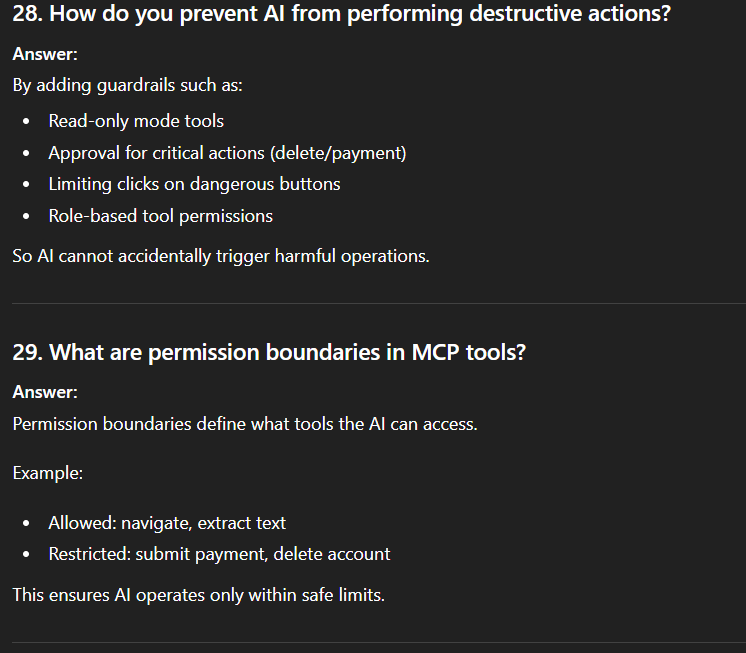 28. How do you prevent AI from performing destructive actions?
Answer:
By adding guardrails such as:
• Read-only mode tools
• Approval for critical actions (delete/payment)
• Limiting clicks on dangerous buttons
• Role-based tool permissions
So AI cannot accidentally trigger harmful operations.
29. What are permission boundaries in MCP tools?
Answer:
Permission boundaries define what tools the AI can access.
Example:
• Allowed: navigate, extract text
• Restricted: submit payment, delete account
This ensures AI operates only within safe limits.